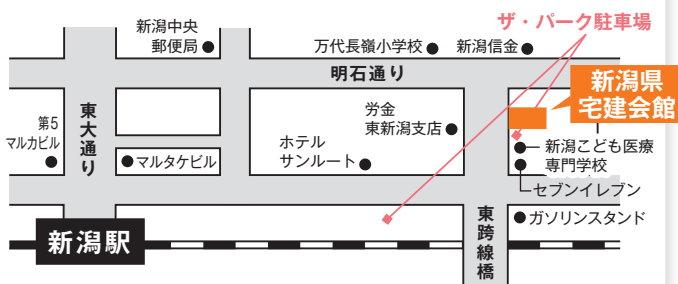 ザ・パーク駐車場
新潟中央
郵便局
万代長嶺小学校
新潟信金
明石通り
新潟県
宅建会館
東大通り
第5
マルカビル
労金
東新潟支店
ホテル
サンルート
マルタケビル
新潟こども医療
専門学校
セブンイレブン
ガソリンスタンド
東跨線橋
新潟駅